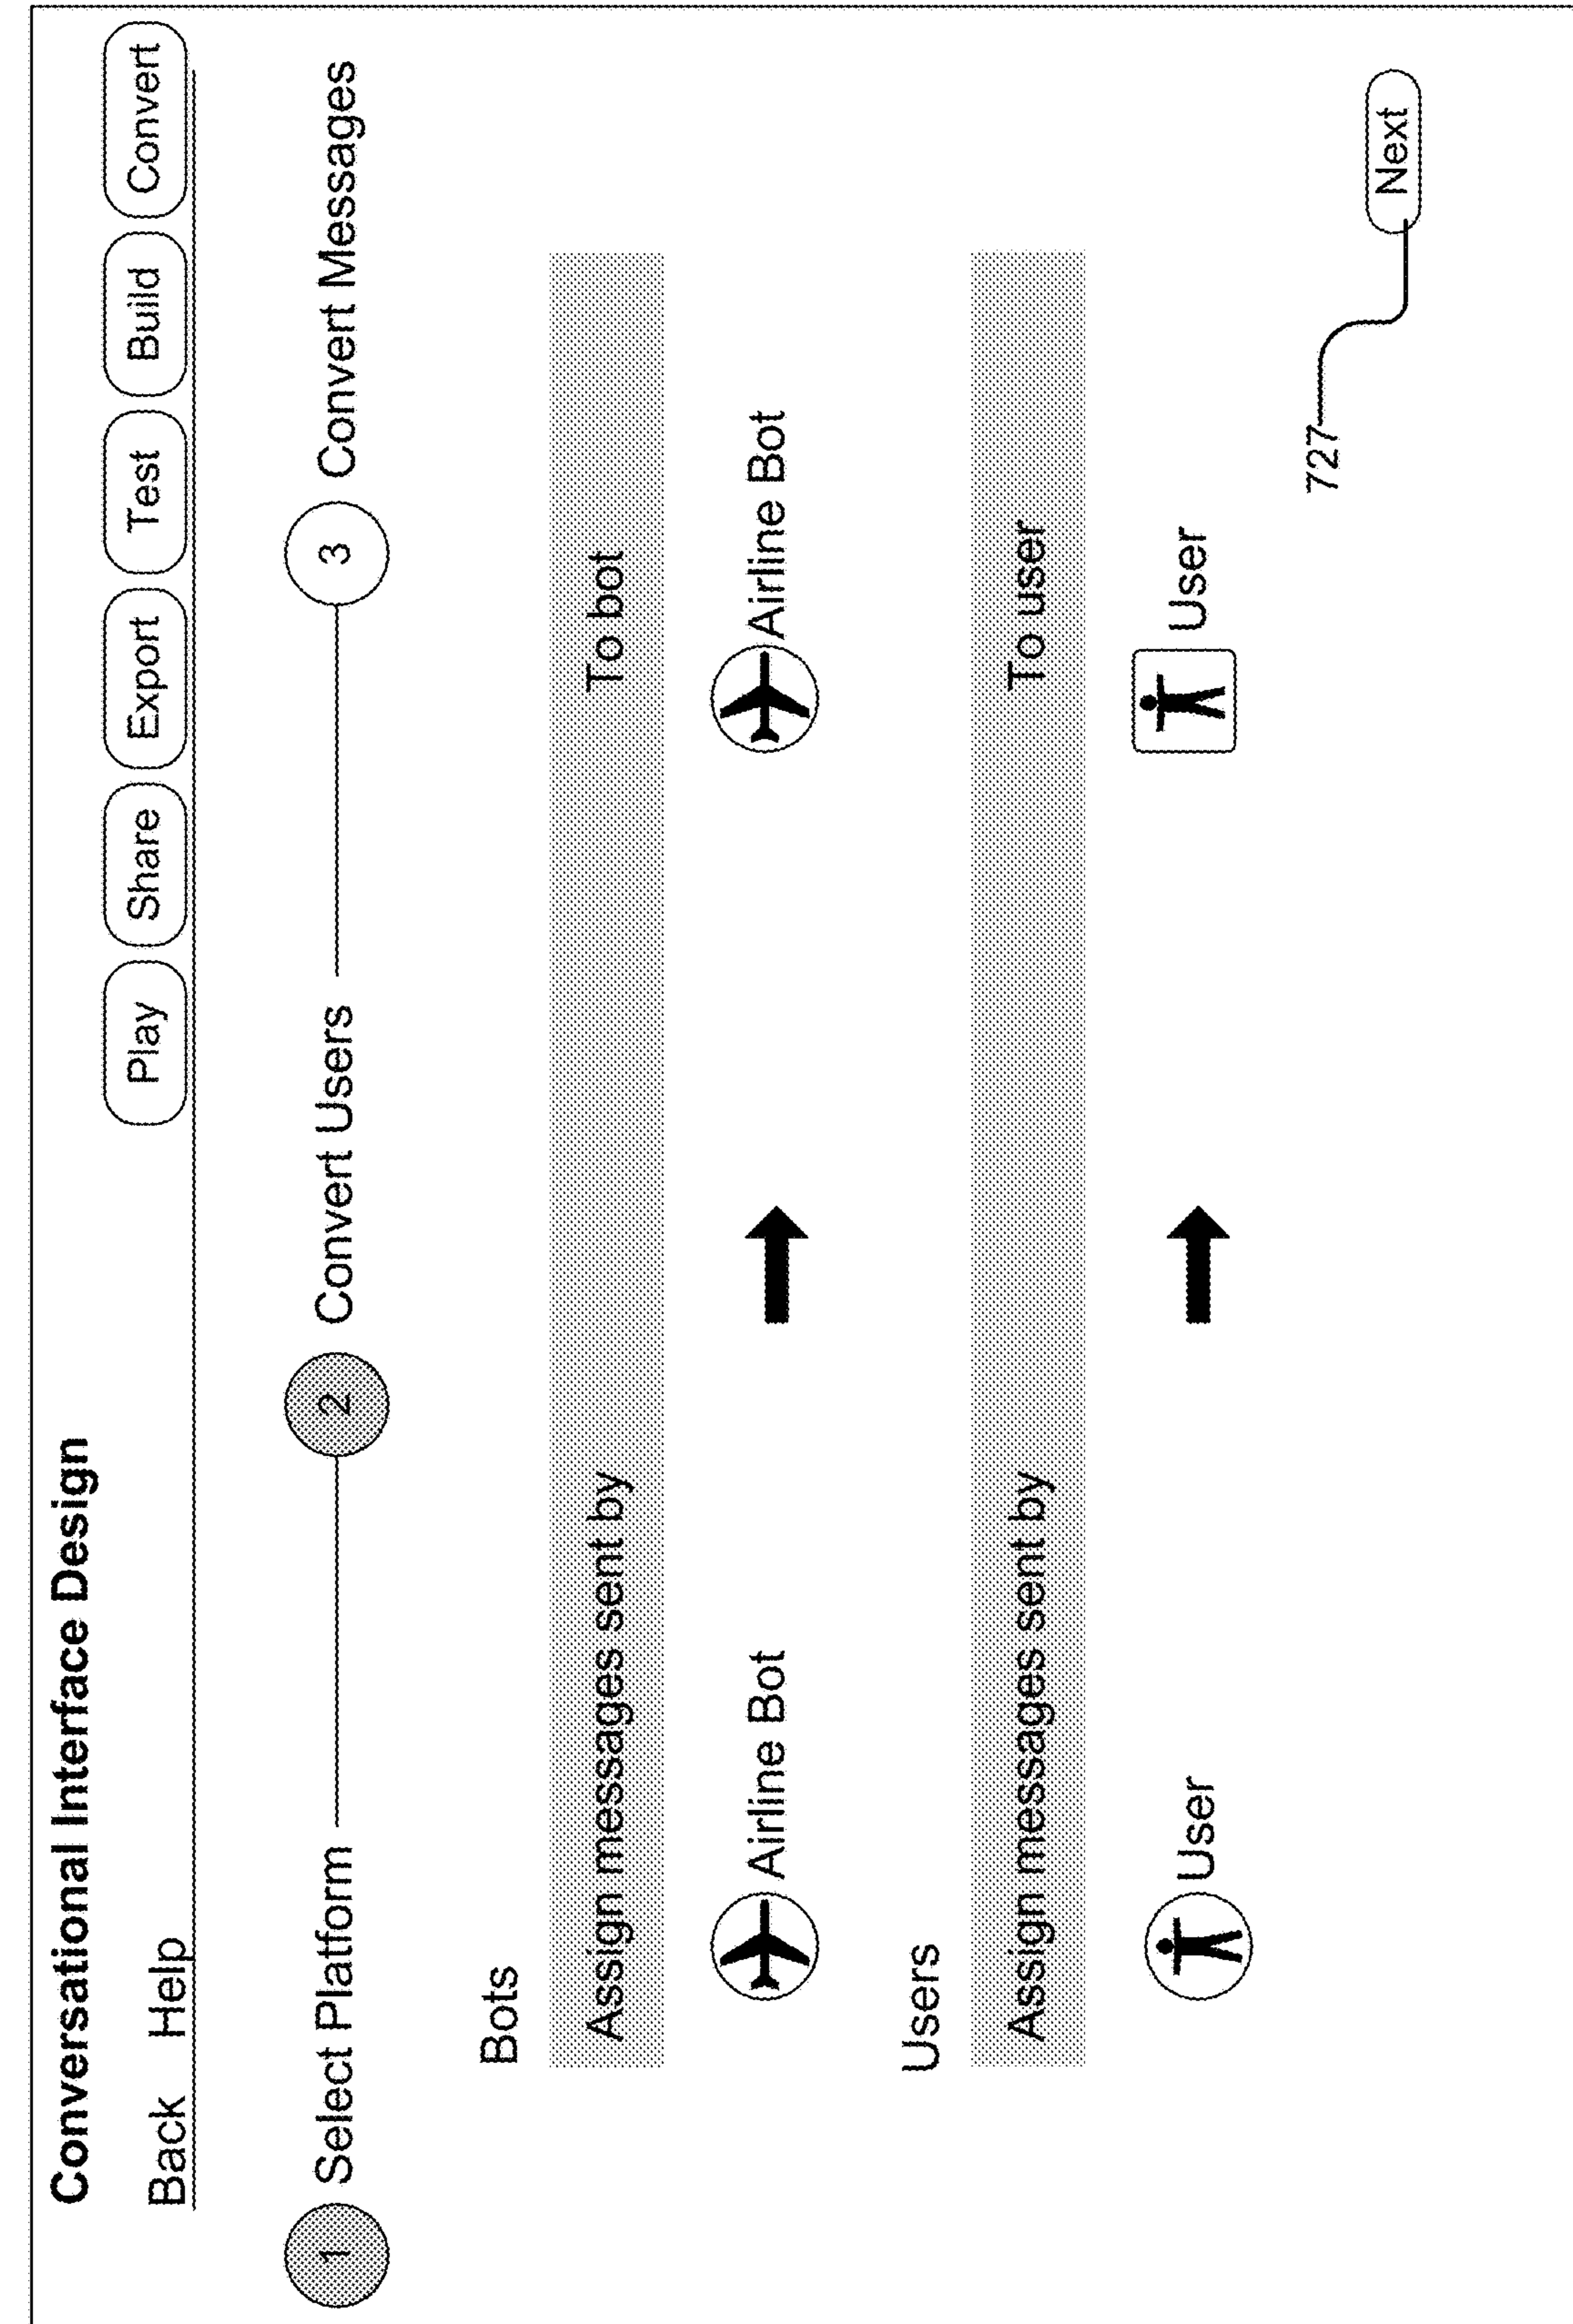 Conversational Interface Design
Back Help Play Share Export Test Build Convert
1 Select Platform 2 Convert Users 3 Convert Messages
Bots
Assign messages sent by To bot
Airline Bot Airline Bot
Users
Assign messages sent by To user
User User
727
Next